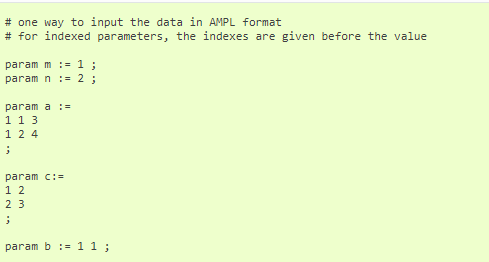 # one way to input the data in AMPL format
# for indexed parameters, the indexes are given before the value
param m := 1 ;
param n := 2 ;
param a :=
1 1 3
1 2 4
;
param c:=
1 2
2 3
;
param b := 1 1 ;